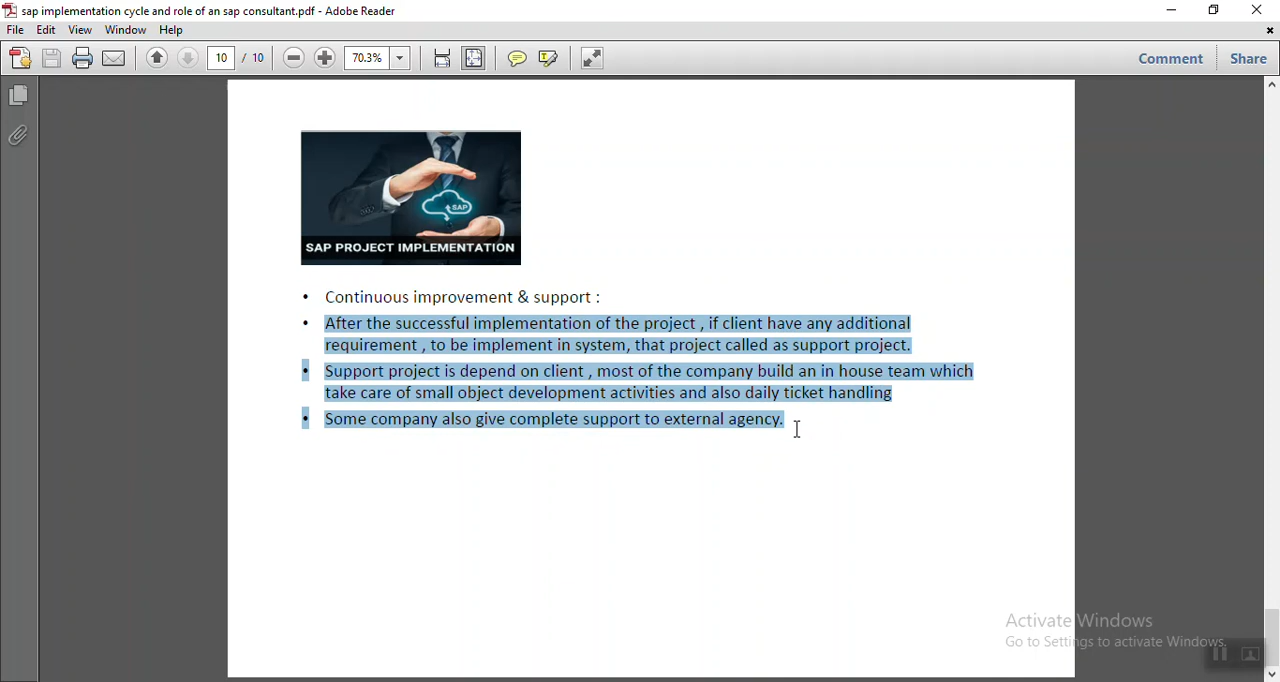 sap implementation cycle and role of an sap consultant.pdf - Adobe Reader
File Edit View Window Help
10 / 10 70.3% Comment Share
SAP
SAP PROJECT IMPLEMENTATION
• Continuous improvement & support :
• After the successful implementation of the project , if client have any additional
requirement , to be implement in system, that project called as support project.
• Support project is depend on client , most of the company build an in house team which
take care of small object development activities and also daily ticket handling
• Some company also give complete support to external agency.
Activate Windows
Go to Settings to activate Windows.